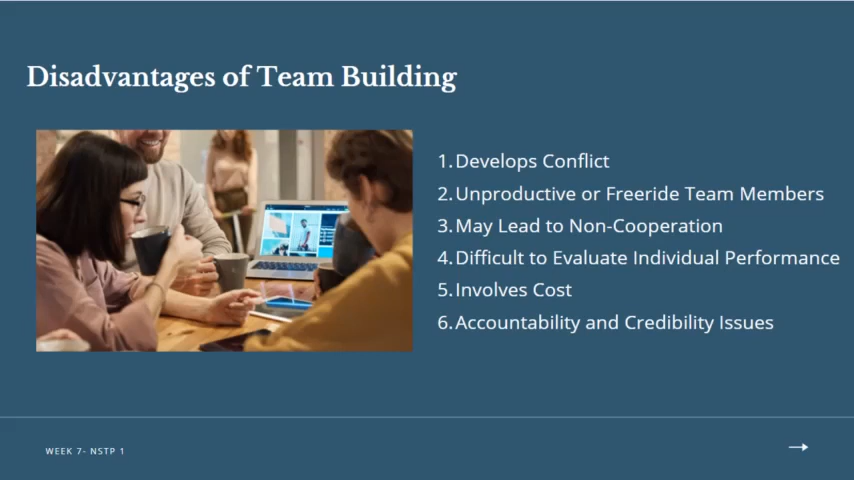 Disadvantages of Team Building
1. Develops Conflict
2. Unproductive or Freeride Team Members
3. May Lead to Non-Cooperation
4. Difficult to Evaluate Individual Performance
5. Involves Cost
6. Accountability and Credibility Issues
WEEK 7- NSTP 1